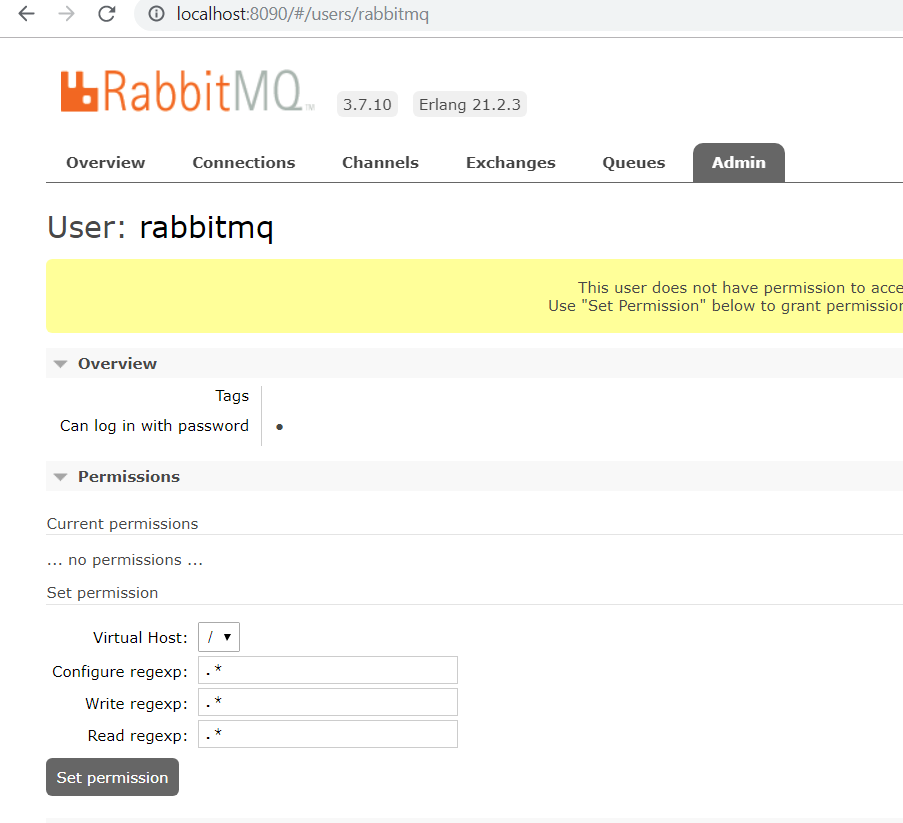 localhost:8090/#/users/rabbitmq
RabbitMQ TM 3.7.10 Erlang 21.2.3
Overview Connections Channels Exchanges Queues Admin
User: rabbitmq
This user does not have permission to acce
Use "Set Permission" below to grant permission
Overview
Tags
Can log in with password •
Permissions
Current permissions
... no permissions ...
Set permission
Virtual Host: /
Configure regexp: .*
Write regexp: .*
Read regexp: .*
Set permission